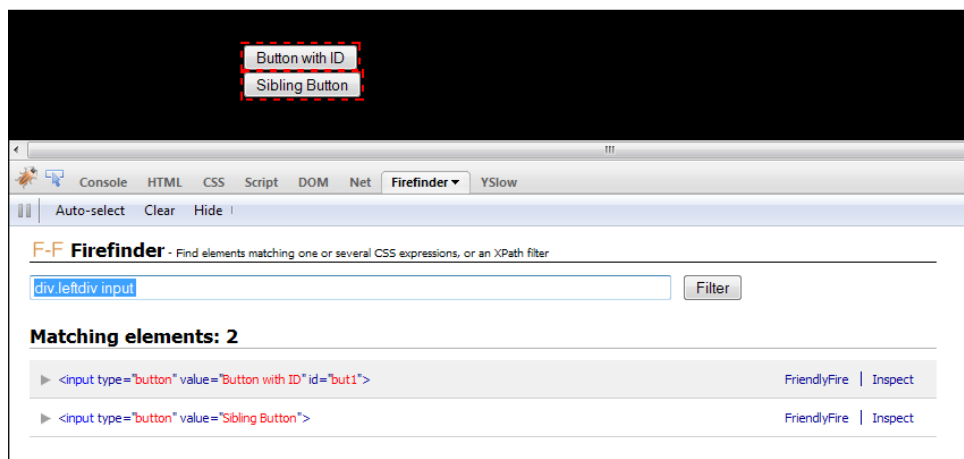 Button with ID
Sibling Button
Console HTML CSS Script DOM Net Firefinder YSlow
Auto-select Clear Hide
F-F Firefinder - Find elements matching one or several CSS expressions, or an XPath filter
div.leftdiv input Filter
Matching elements: 2
<input type="button" value="Button with ID" id="but1"> FriendlyFire | Inspect
<input type="button" value="Sibling Button"> FriendlyFire | Inspect